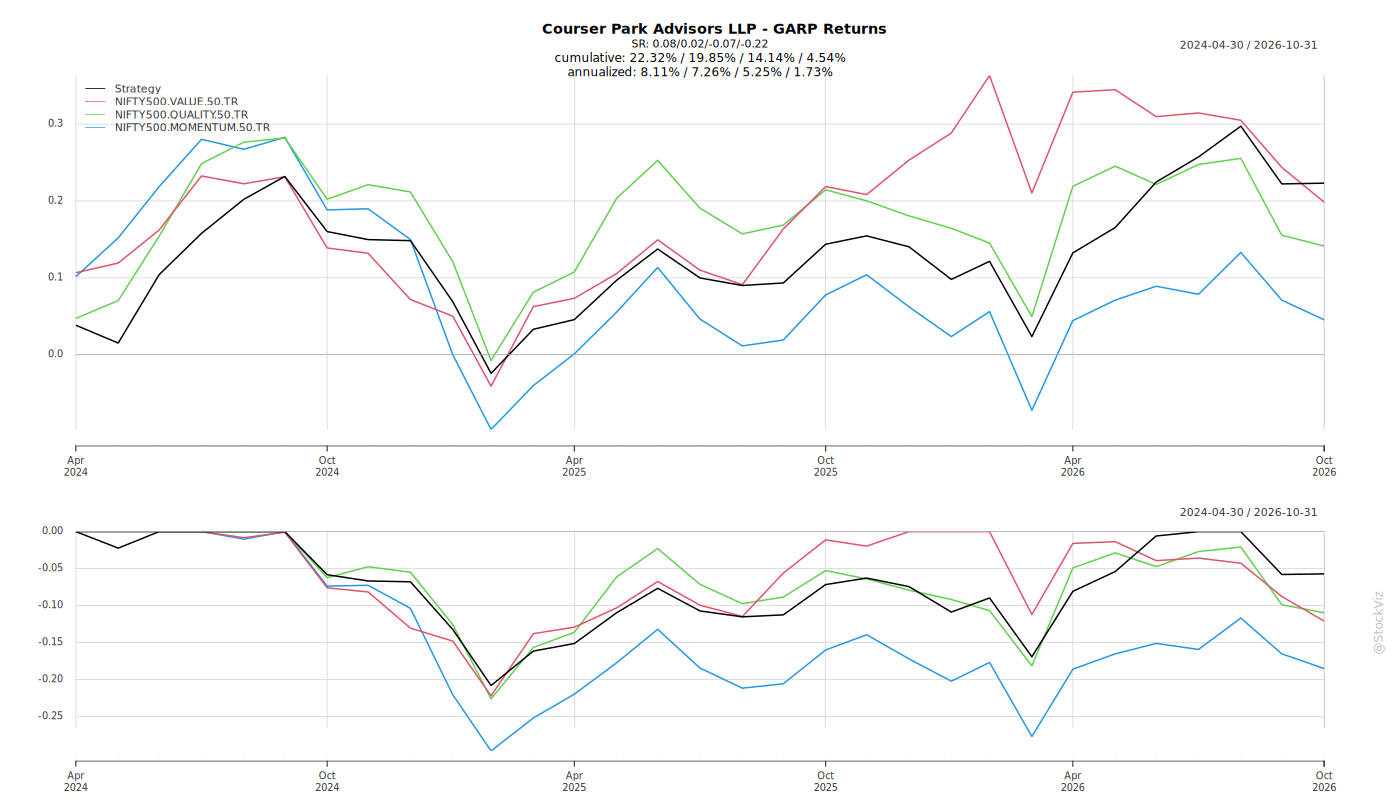 Courser Park Advisors LLP - GARP Returns
SR: 0.08/0.02/-0.07/-0.22
cumulative: 22.32% / 19.85% / 14.14% / 4.54%
annualized: 8.11% / 7.26% / 5.25% / 1.73%
2024-04-30 / 2026-10-31
Strategy
NIFTY500.VALUE.50.TR
NIFTY500.QUALITY.50.TR
NIFTY500.MOMENTUM.50.TR
0.3
0.2
0.1
0.0
Apr Oct Apr Oct Apr Oct
2024 2024 2025 2025 2026 2026
2024-04-30 / 2026-10-31
0.00
-0.05
-0.10
-0.15
-0.20
-0.25
Apr Oct Apr Oct Apr Oct
2024 2024 2025 2025 2026 2026
@StockViz